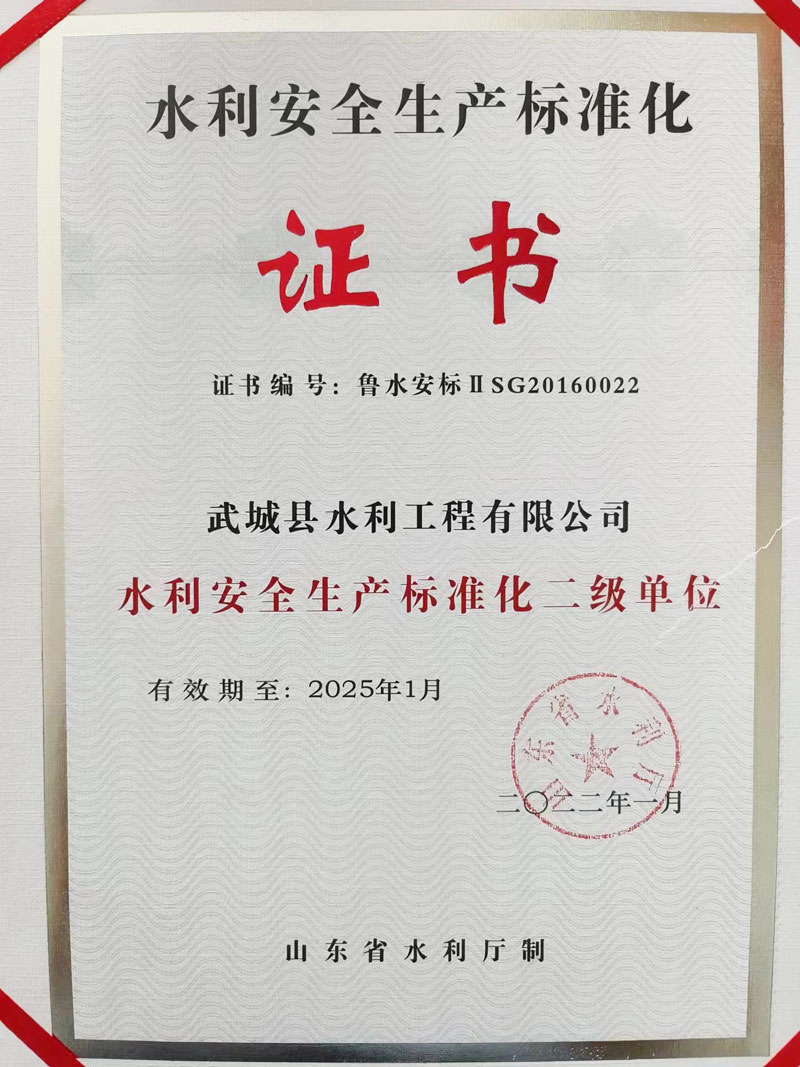 水利安全生产标准化
证书
证书编号：鲁水安标ⅡSG20160022
武城县水利工程有限公司
水利安全生产标准化二级单位
有效期至：2025年1月
山东省水利厅
二〇二二年一月
山东省水利厅制